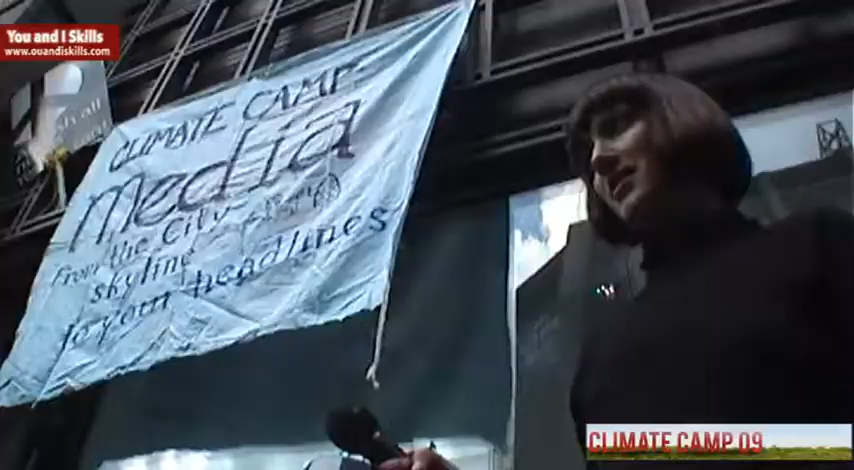 You and I Skills
www.ouandiskills.com
CLIMATE CAMP
Media
From the City
skyline
to your headlines
CLIMATE CAMP 09